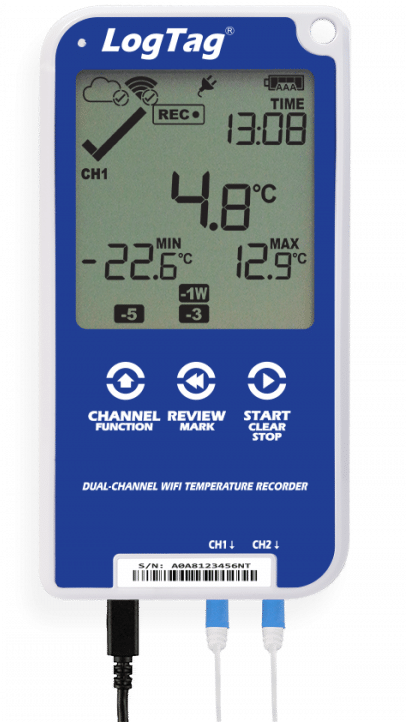 LogTag®
AAA
TIME
REC
13:08
CH1
4.8°C
MIN
MAX
-22.6°C
12.9°C
-1W
-5
-3
CHANNEL
FUNCTION
REVIEW
MARK
START
CLEAR
STOP
DUAL-CHANNEL WIFI TEMPERATURE RECORDER
CH1↓ CH2↓
S/N: A0A8123456NT